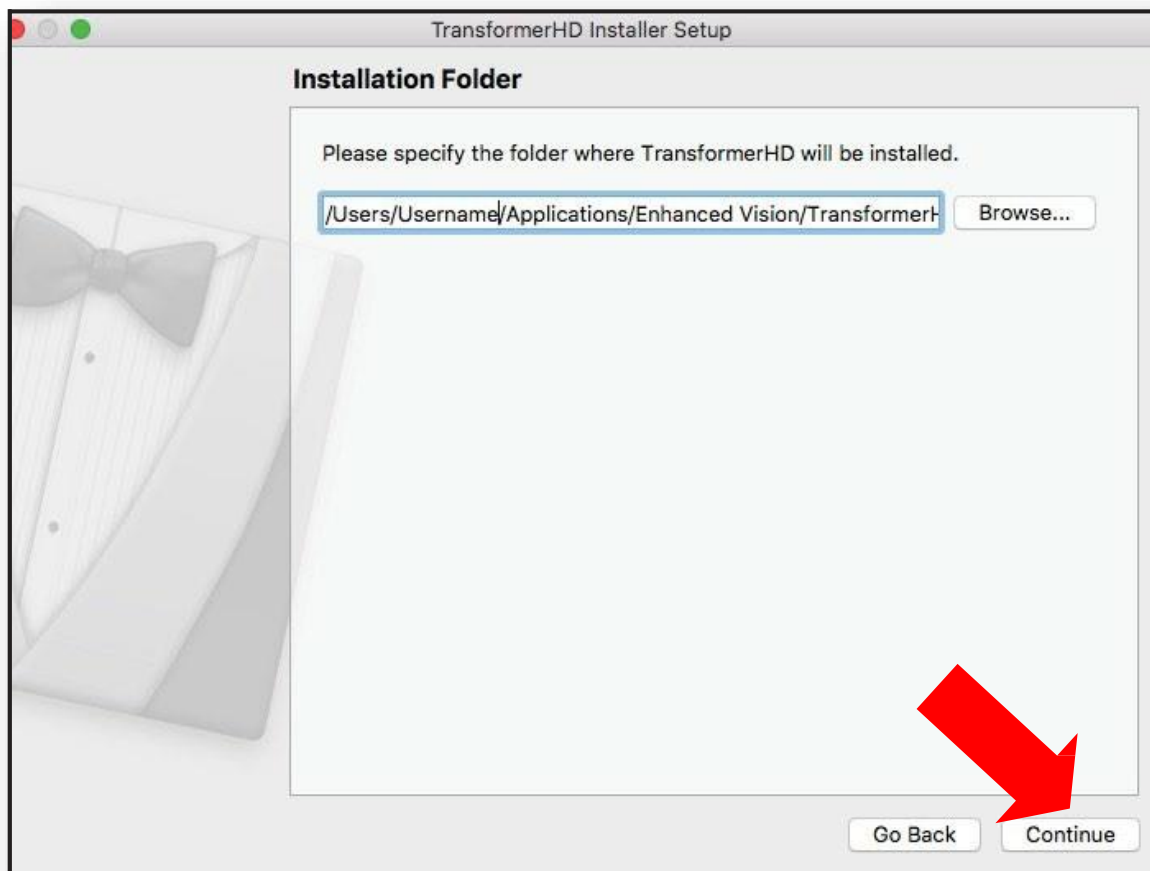 TransformerHD Installer Setup
Installation Folder
Please specify the folder where TransformerHD will be installed.
/Users/Username/Applications/Enhanced Vision/TransformerH Browse...
Go Back Continue